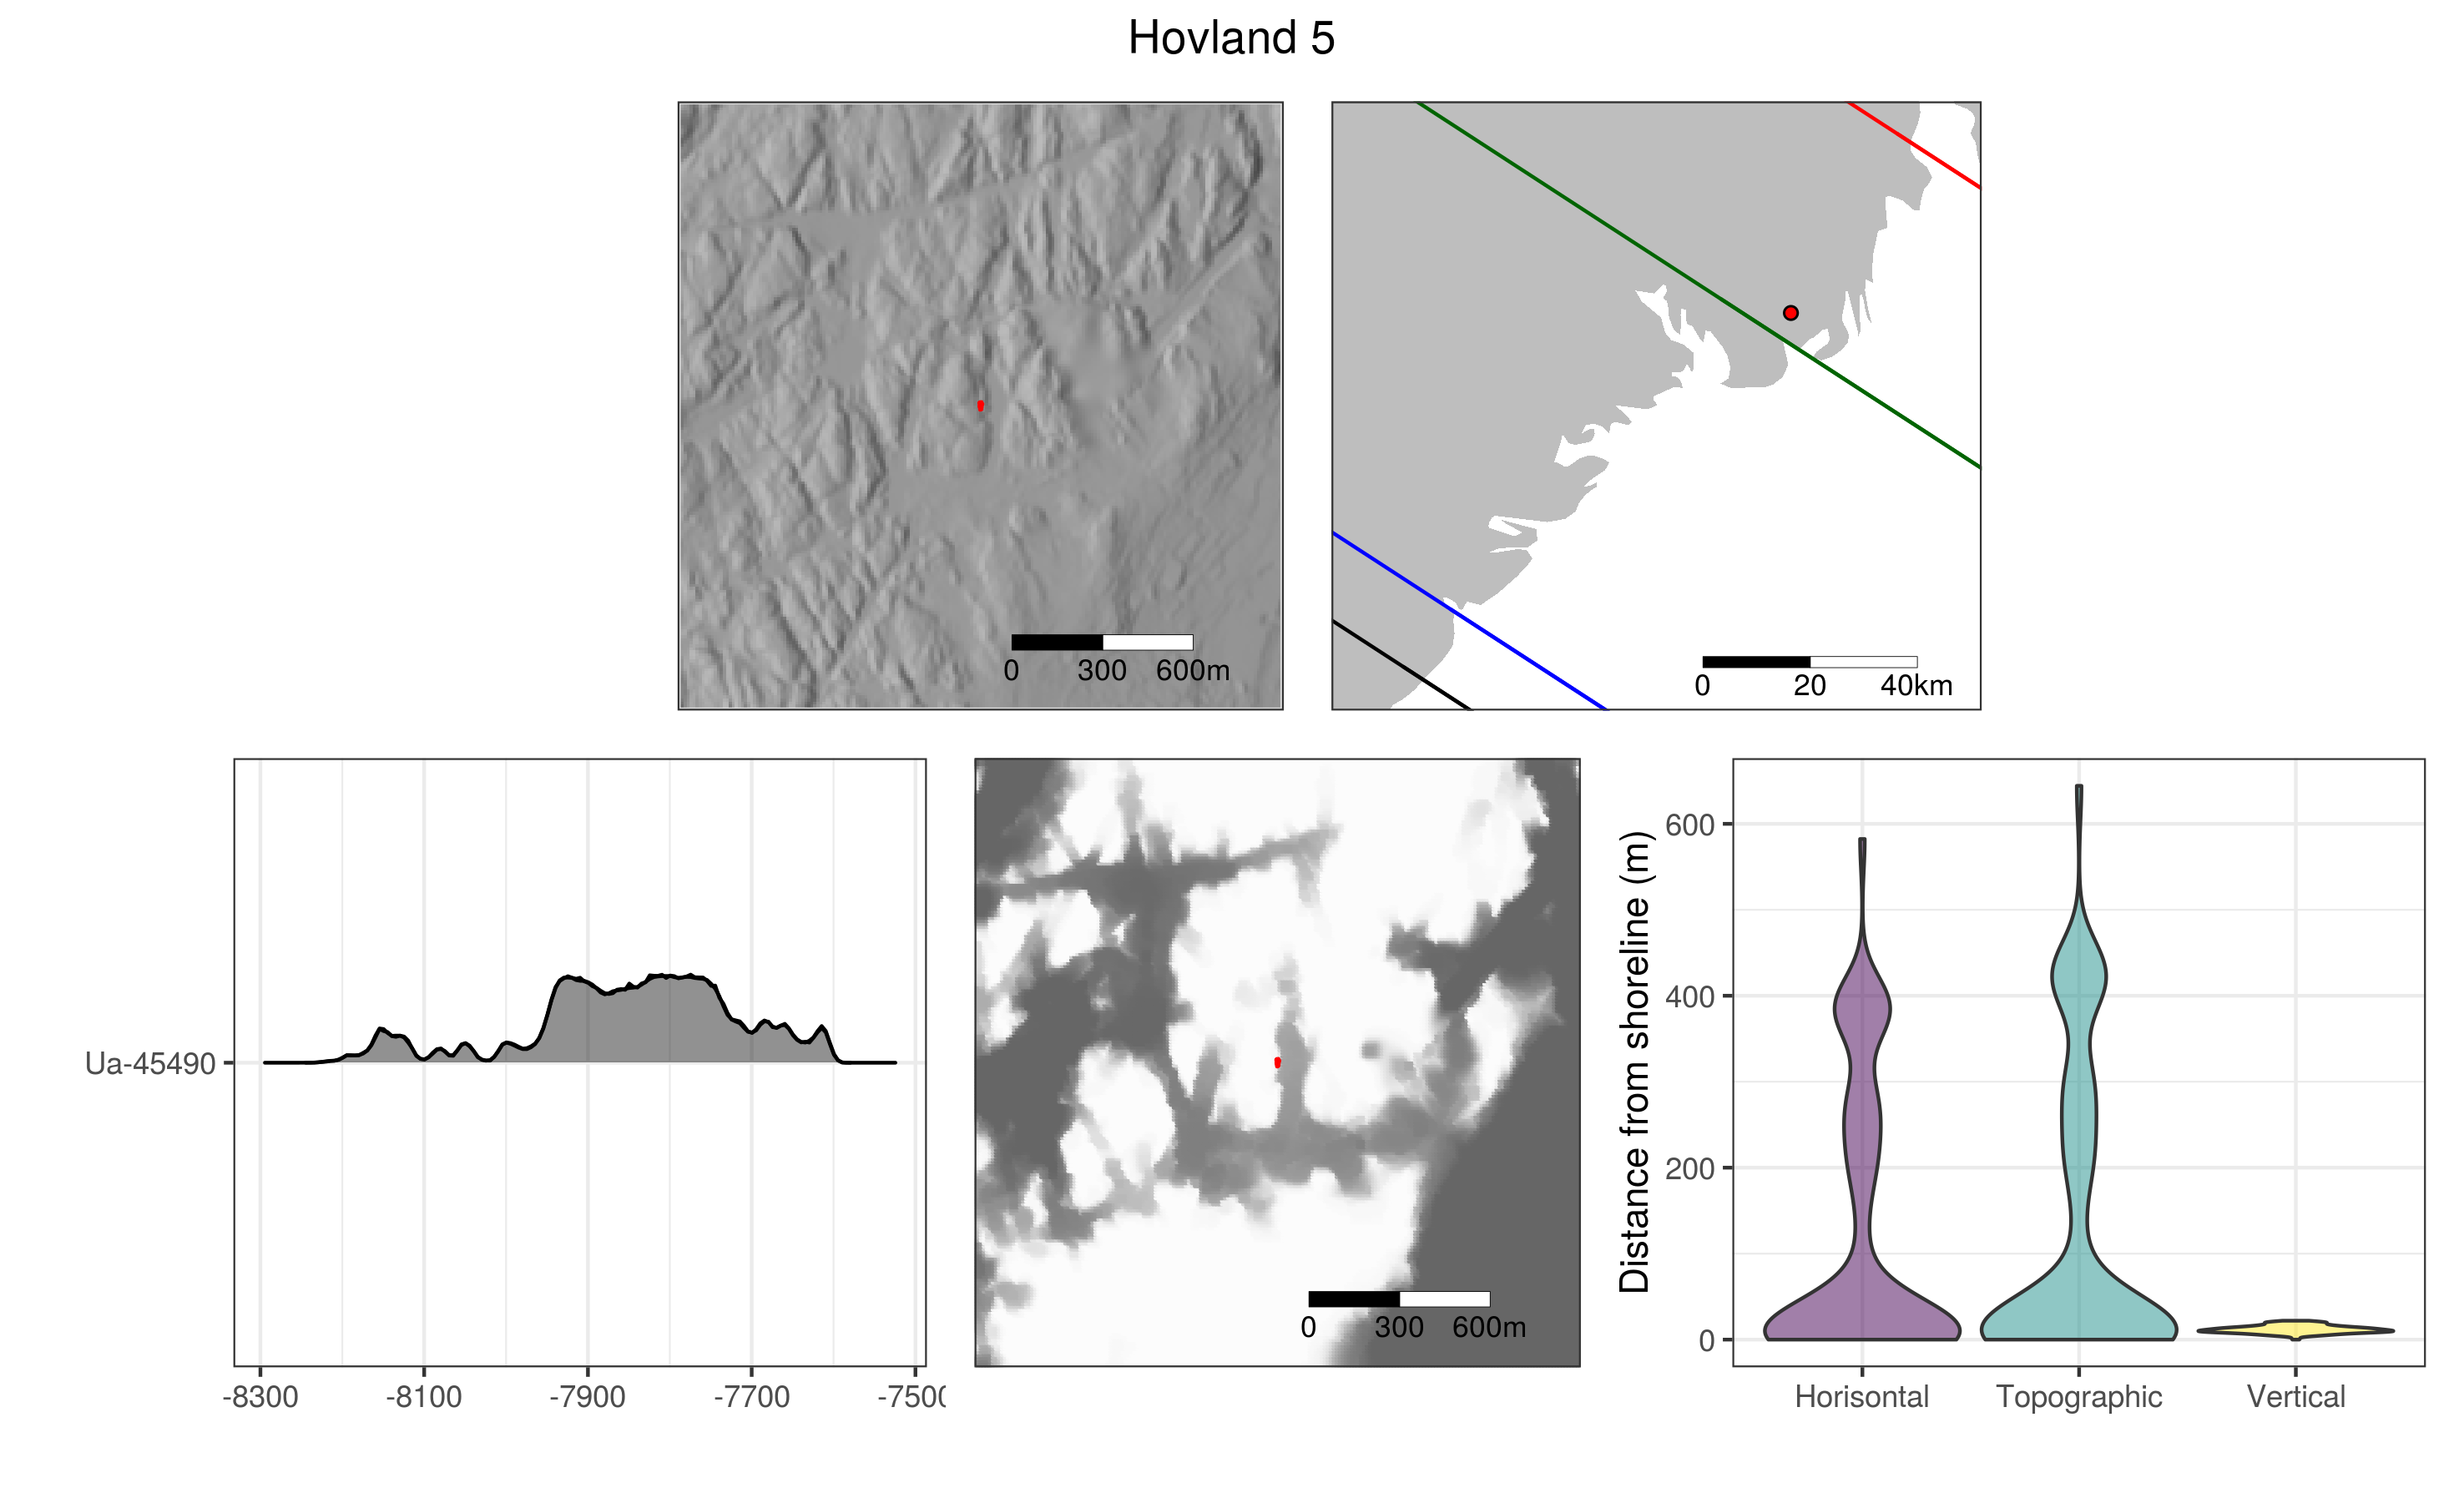 Hovland 5
0 300 600m
0 20 40km
Ua-45490
-8300 -8100 -7900 -7700 -750
0 300 600m
Distance from shoreline (m)
600
400
200
0
Horisontal Topographic Vertical